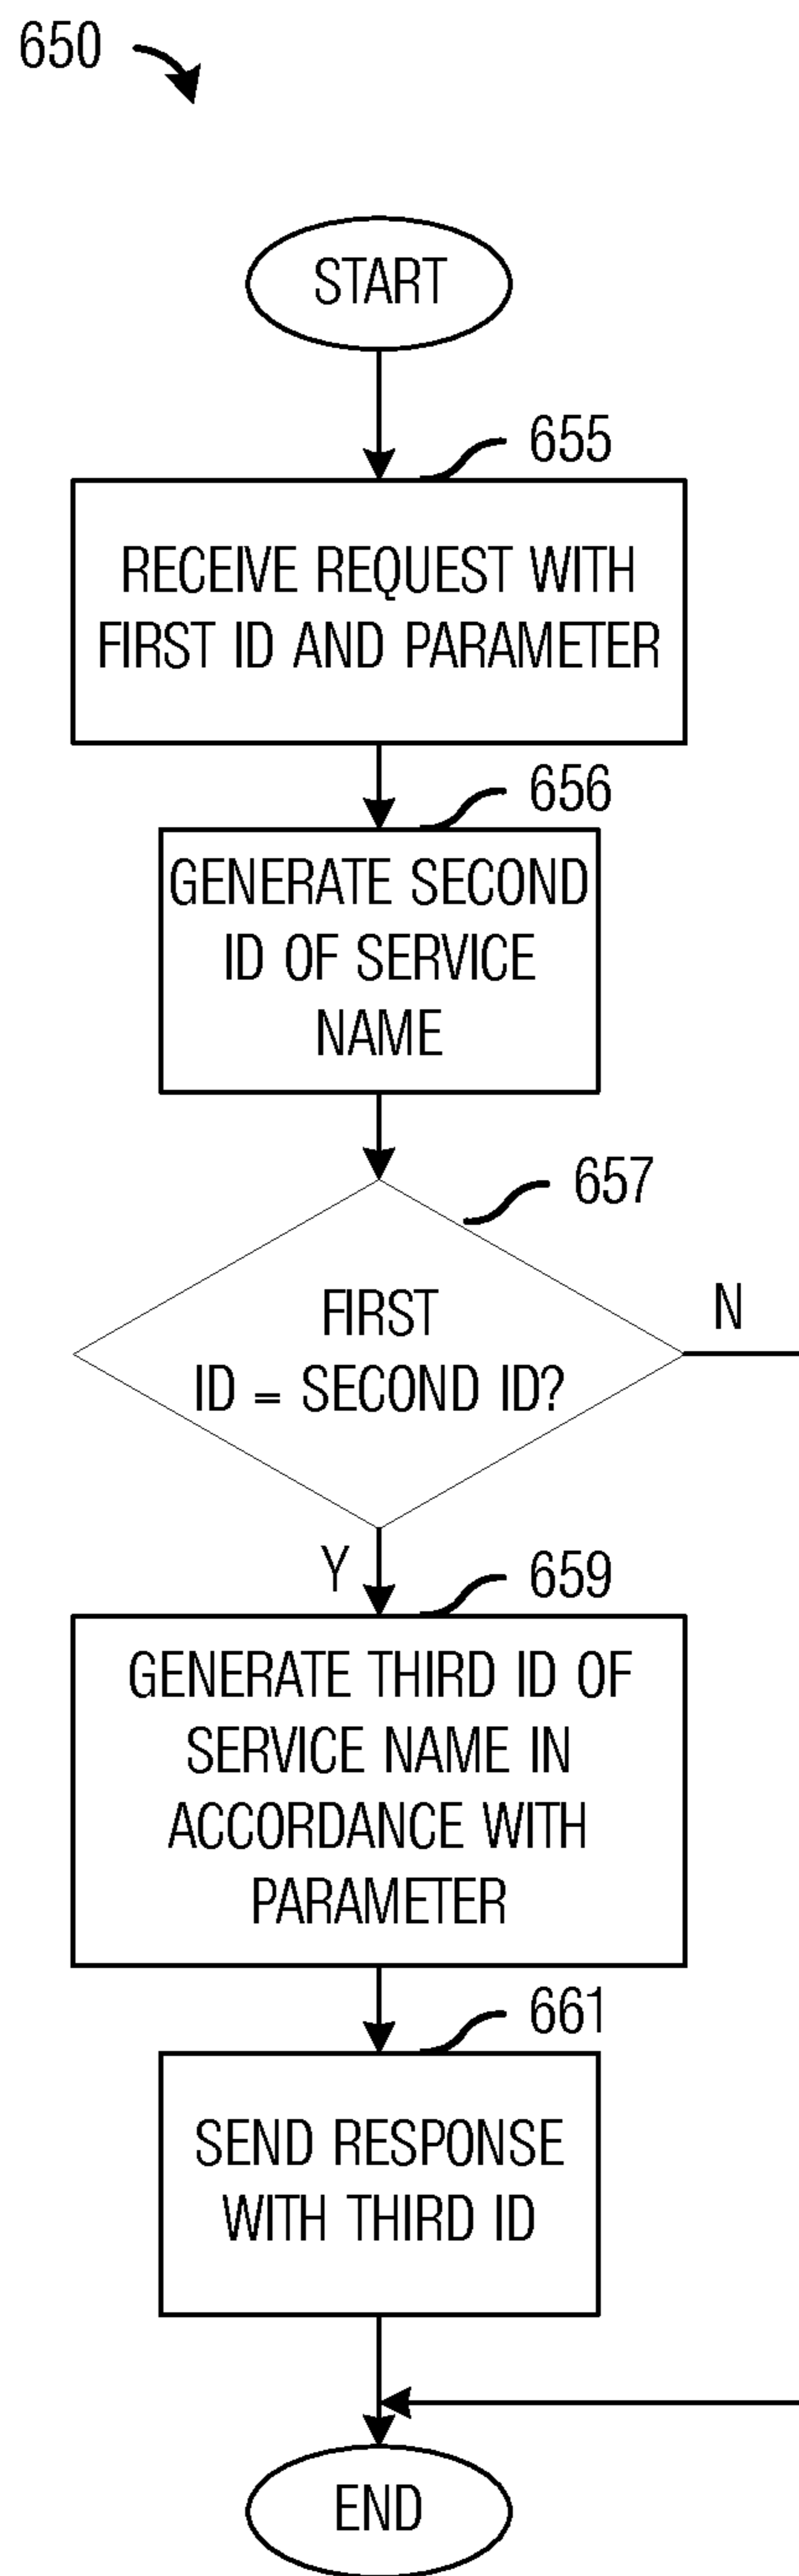 650
START
655
RECEIVE REQUEST WITH
FIRST ID AND PARAMETER
656
GENERATE SECOND
ID OF SERVICE
NAME
657
FIRST
ID = SECOND ID?
N
Y
659
GENERATE THIRD ID OF
SERVICE NAME IN
ACCORDANCE WITH
PARAMETER
661
SEND RESPONSE
WITH THIRD ID
END